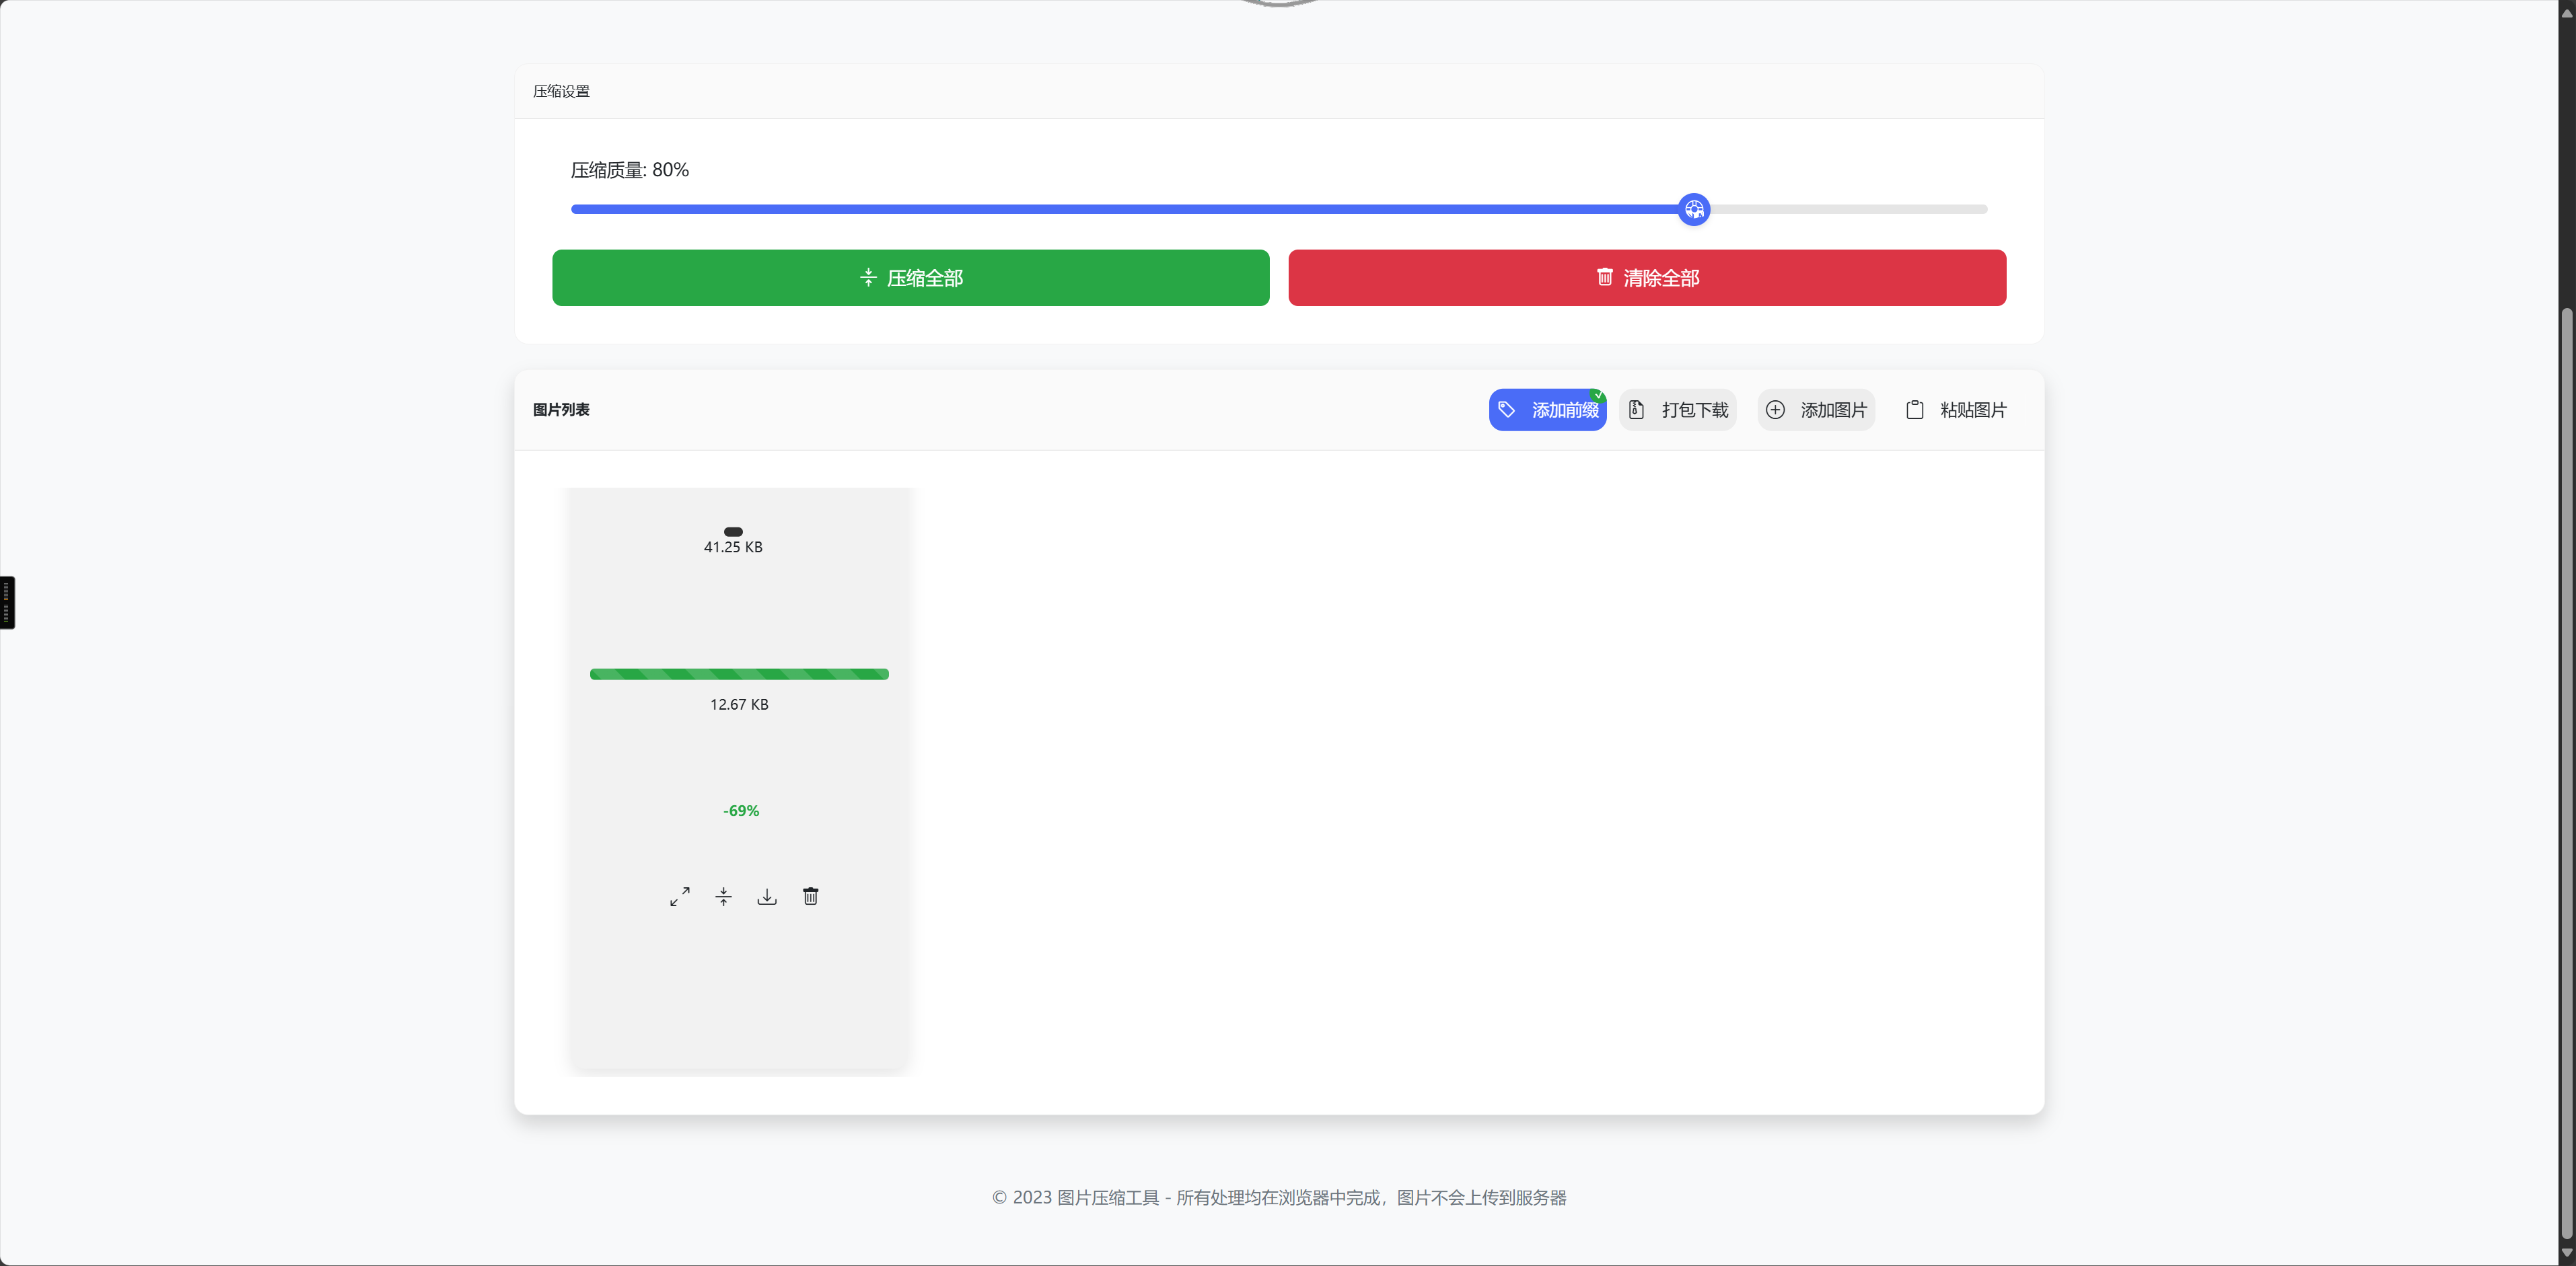 压缩设置
压缩质量: 80%
压缩全部
清除全部
图片列表
添加前缀
打包下载
添加图片
粘贴图片
41.25 KB
12.67 KB
-69%
© 2023 图片压缩工具 - 所有处理均在浏览器中完成，图片不会上传到服务器